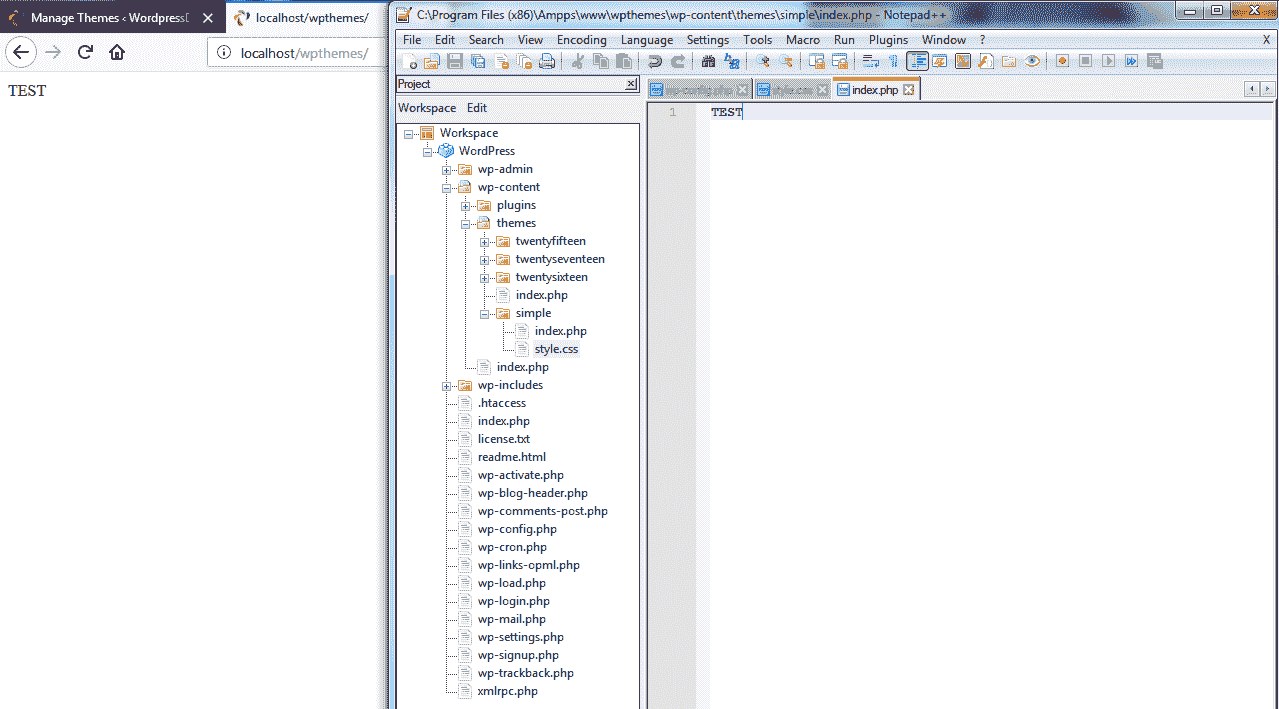 Manage Themes ‹ Wordpress
localhost/wpthemes/
localhost/wpthemes/
TEST
C:\Program Files (x86)\Ampps\www\wpthemes\wp-content\themes\simple\index.php - Notepad++
File Edit Search View Encoding Language Settings Tools Macro Run Plugins Window ? X
Project
Workspace Edit
wp-config.php style.css index.php
1 TEST
Workspace
WordPress
wp-admin
wp-content
plugins
themes
twentyfifteen
twentyseventeen
twentysixteen
index.php
simple
index.php
style.css
index.php
wp-includes
.htaccess
index.php
license.txt
readme.html
wp-activate.php
wp-blog-header.php
wp-comments-post.php
wp-config.php
wp-cron.php
wp-links-opml.php
wp-load.php
wp-login.php
wp-mail.php
wp-settings.php
wp-signup.php
wp-trackback.php
xmlrpc.php